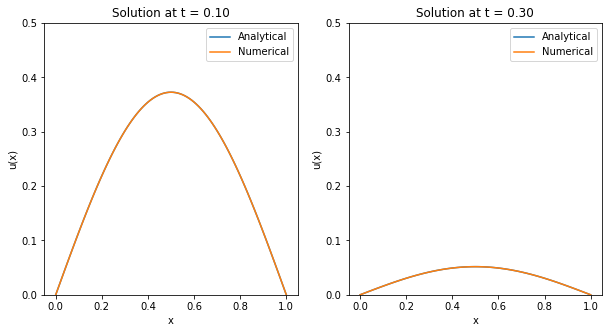 Solution at t = 0.10
Analytical
Numerical
u(x)
0.5
0.4
0.3
0.2
0.1
0.0
0.0 0.2 0.4 0.6 0.8 1.0
x
Solution at t = 0.30
Analytical
Numerical
u(x)
0.5
0.4
0.3
0.2
0.1
0.0
0.0 0.2 0.4 0.6 0.8 1.0
x